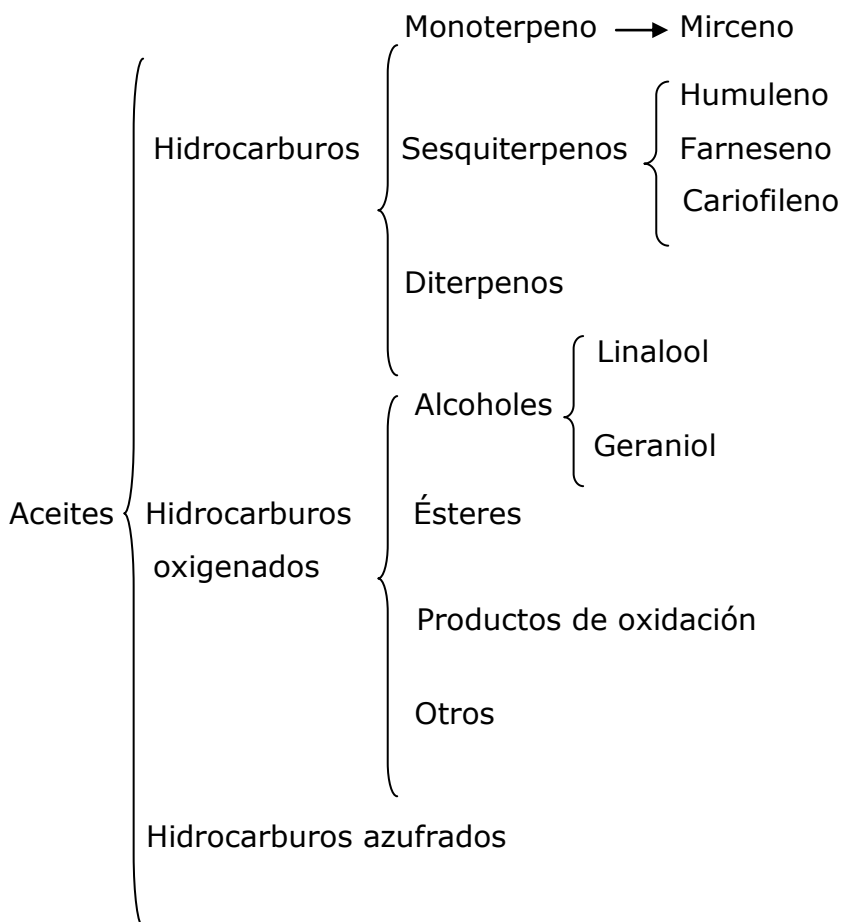 Monoterpeno Mirceno
Humuleno
Hidrocarburos Sesquiterpenos Farneseno
Cariofileno
Diterpenos
Linalool
Alcoholes
Geraniol
Aceites Hidrocarburos Ésteres
oxigenados
Productos de oxidación
Otros
Hidrocarburos azufrados